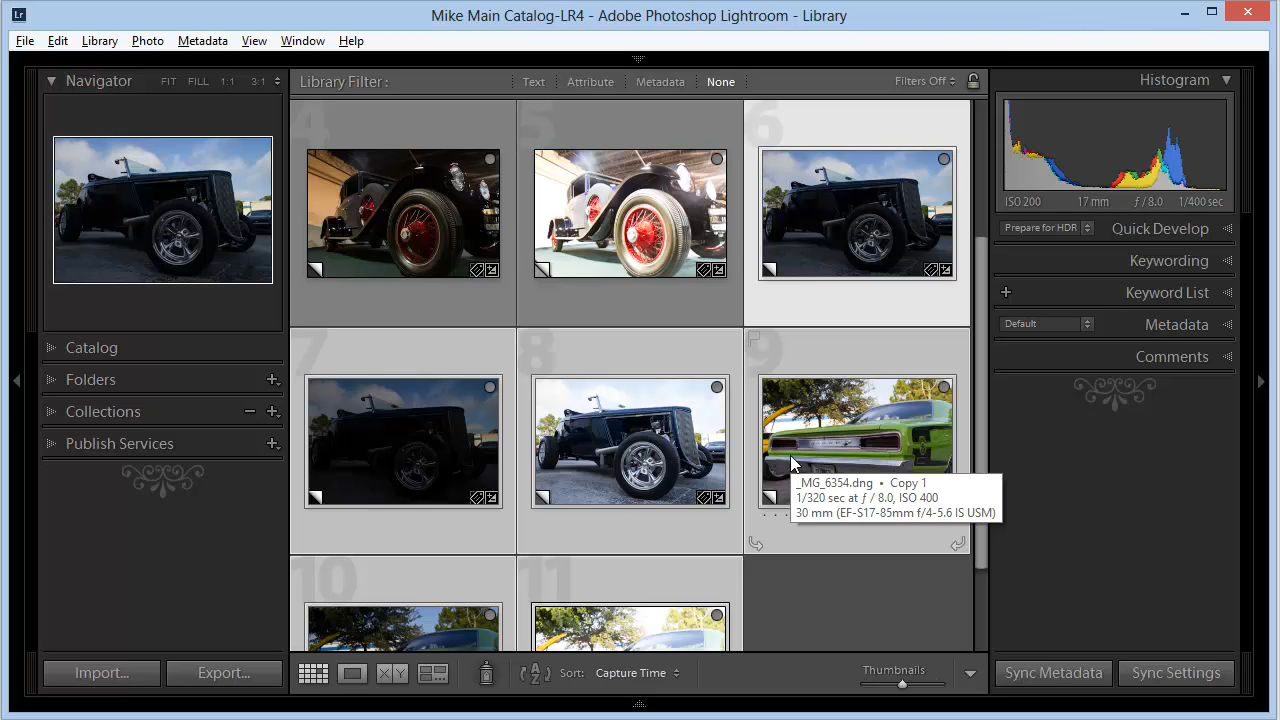 Lr
Mike Main Catalog-LR4 - Adobe Photoshop Lightroom - Library
File Edit Library Photo Metadata View Window Help
Navigator FIT FILL 1:1 3:1
Library Filter : Text Attribute Metadata None Filters Off
Histogram
4 5 6
ISO 200 17 mm ƒ / 8.0 1/400 sec
Prepare for HDR Quick Develop
Keywording
Keyword List
Default Metadata
Comments
7 8 9
Catalog
Folders
Collections
Publish Services
_MG_6354.dng • Copy 1
1/320 sec at ƒ / 8.0, ISO 400
30 mm (EF-S17-85mm f/4-5.6 IS USM)
10 11
Import... Export...
XY
AZ
Sort: Capture Time
Thumbnails
Sync Metadata Sync Settings